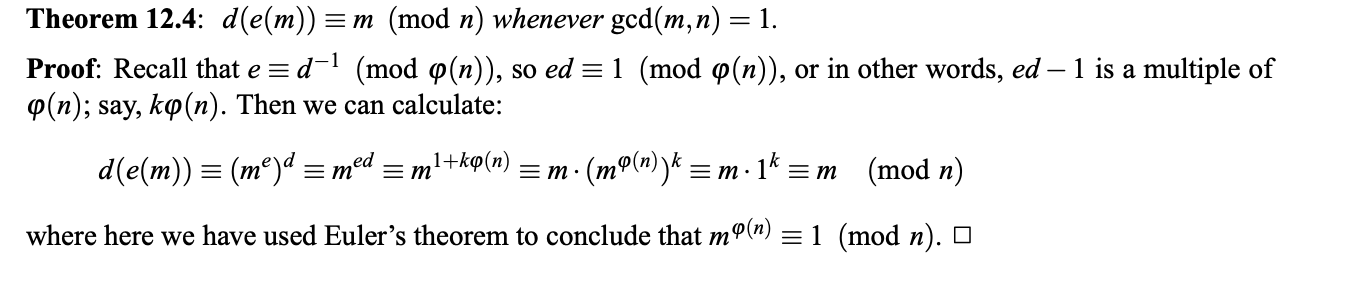 Theorem 12.4: d(e(m)) ≡ m (mod n) whenever gcd(m,n) = 1.
Proof: Recall that e ≡ d⁻¹ (mod φ(n)), so ed ≡ 1 (mod φ(n)), or in other words, ed − 1 is a multiple of
φ(n); say, kφ(n). Then we can calculate:
d(e(m)) ≡ (m^e)^d ≡ m^{ed} ≡ m^{1+kφ(n)} ≡ m · (m^{φ(n)})^k ≡ m · 1^k ≡ m (mod n)
where here we have used Euler’s theorem to conclude that m^{φ(n)} ≡ 1 (mod n). □